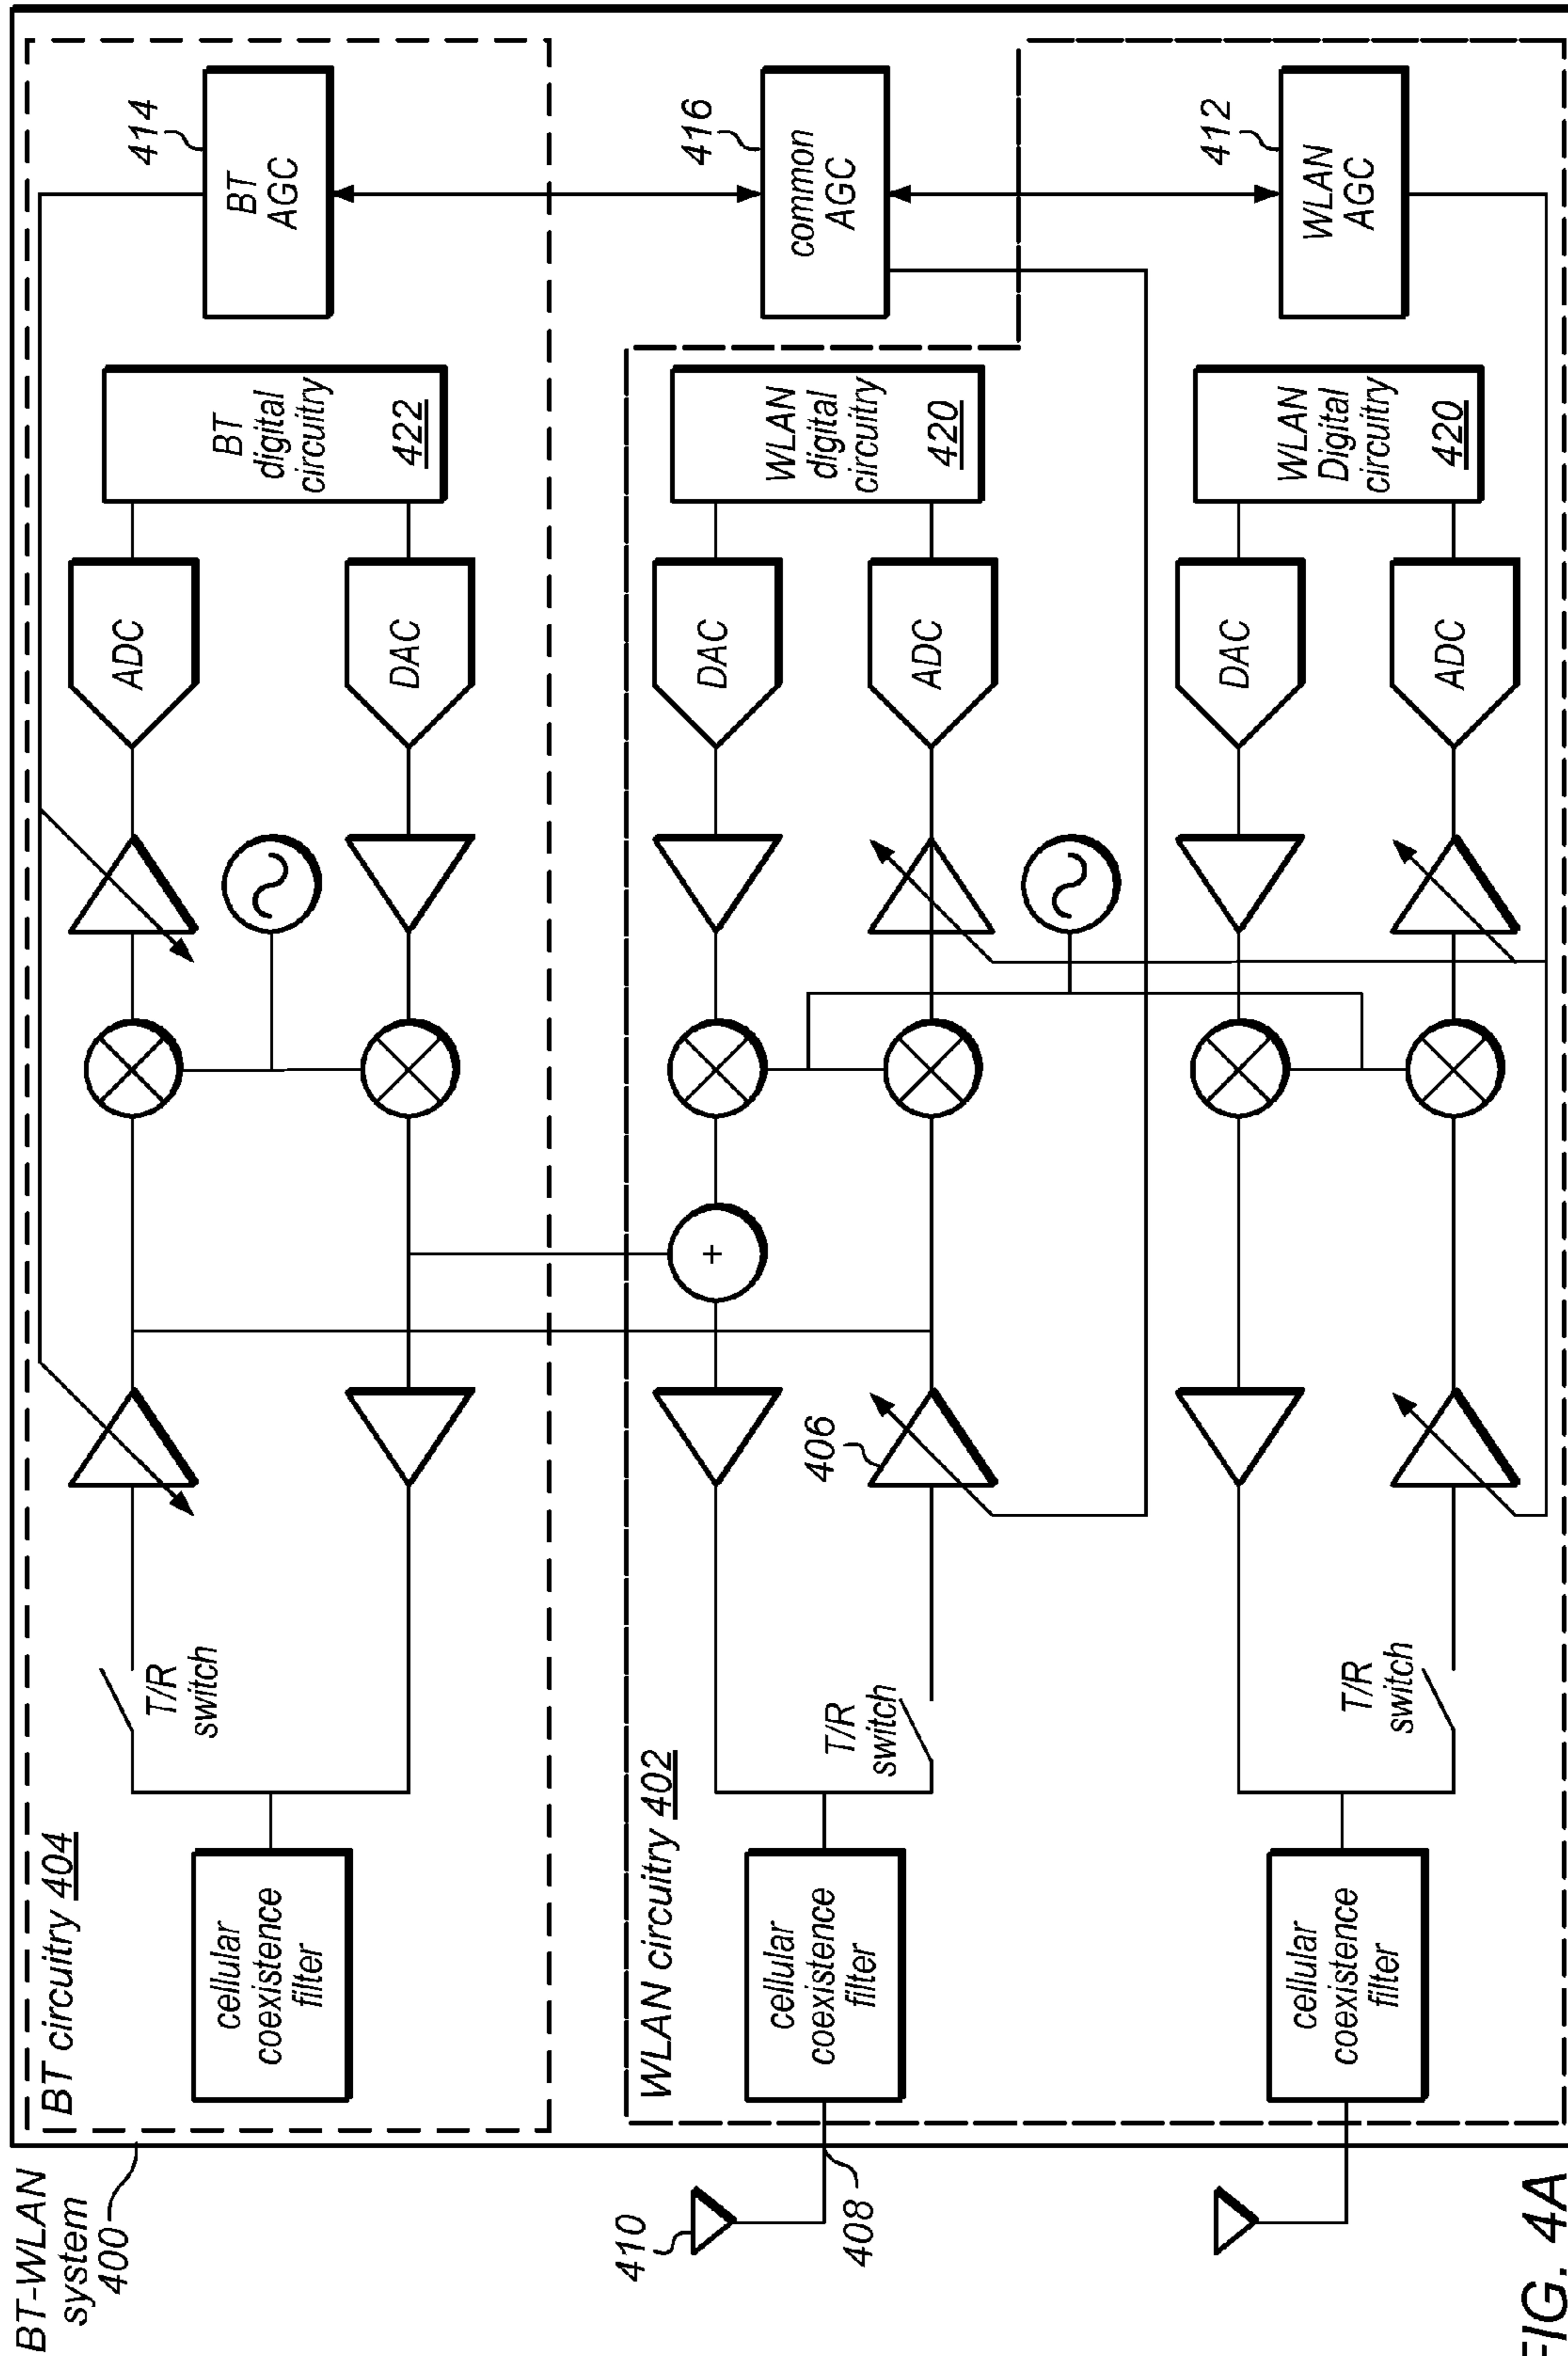 BT-WLAN
system
400
BT circuitry 404
cellular
coexistence
filter
T/R
switch
ADC
DAC
BT
digital
circuitry
422
414
BT
AGC
410
408
WLAN circuitry 402
cellular
coexistence
filter
T/R
switch
406
+
DAC
ADC
WLAN
digital
circuitry
420
416
common
AGC
cellular
coexistence
filter
T/R
switch
DAC
ADC
WLAN
Digital
circuitry
420
412
WLAN
AGC
FIG. 4A